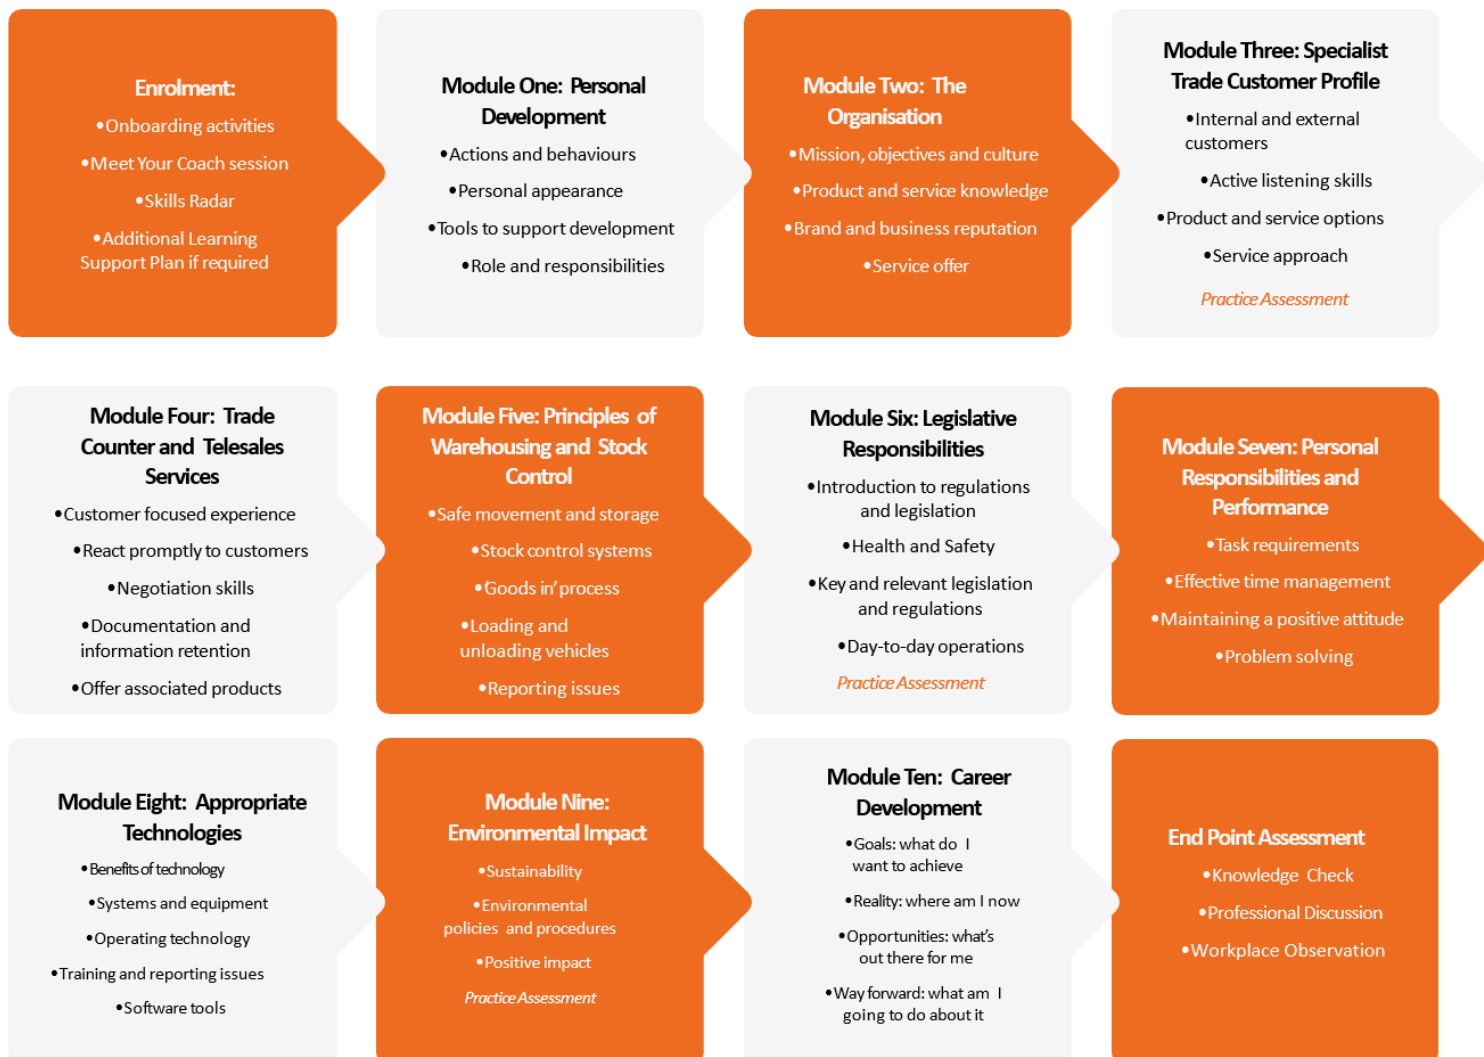 Enrolment:
•Onboarding activities
•Meet Your Coach session
•Skills Radar
•Additional Learning
Support Plan if required
Module One: Personal
Development
•Actions and behaviours
•Personal appearance
•Tools to support development
•Role and responsibilities
Module Two: The
Organisation
•Mission, objectives and culture
•Product and service knowledge
•Brand and business reputation
•Service offer
Module Three: Specialist
Trade Customer Profile
•Internal and external
customers
•Active listening skills
•Product and service options
•Service approach
Practice Assessment
Module Four: Trade
Counter and Telesales
Services
•Customer focused experience
•React promptly to customers
•Negotiation skills
•Documentation and
information retention
•Offer associated products
Module Five: Principles of
Warehousing and Stock
Control
•Safe movement and storage
•Stock control systems
•‘Goods in’ process
•Loading and
unloading vehicles
•Reporting issues
Module Six: Legislative
Responsibilities
•Introduction to regulations
and legislation
•Health and Safety
•Key and relevant legislation
and regulations
•Day-to-day operations
Practice Assessment
Module Seven: Personal
Responsibilities and
Performance
•Task requirements
•Effective time management
•Maintaining a positive attitude
•Problem solving
Module Eight: Appropriate
Technologies
•Benefits of technology
•Systems and equipment
•Operating technology
•Training and reporting issues
•Software tools
Module Nine:
Environmental Impact
•Sustainability
•Environmental
policies and procedures
•Positive impact
Practice Assessment
Module Ten: Career
Development
•Goals: what do I
want to achieve
•Reality: where am I now
•Opportunities: what’s
out there for me
•Way forward: what am I
going to do about it
End Point Assessment
•Knowledge Check
•Professional Discussion
•Workplace Observation